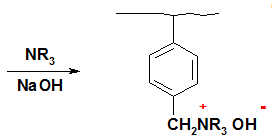 NR₃
NaOH
+ -
CH₂NR₃ OH